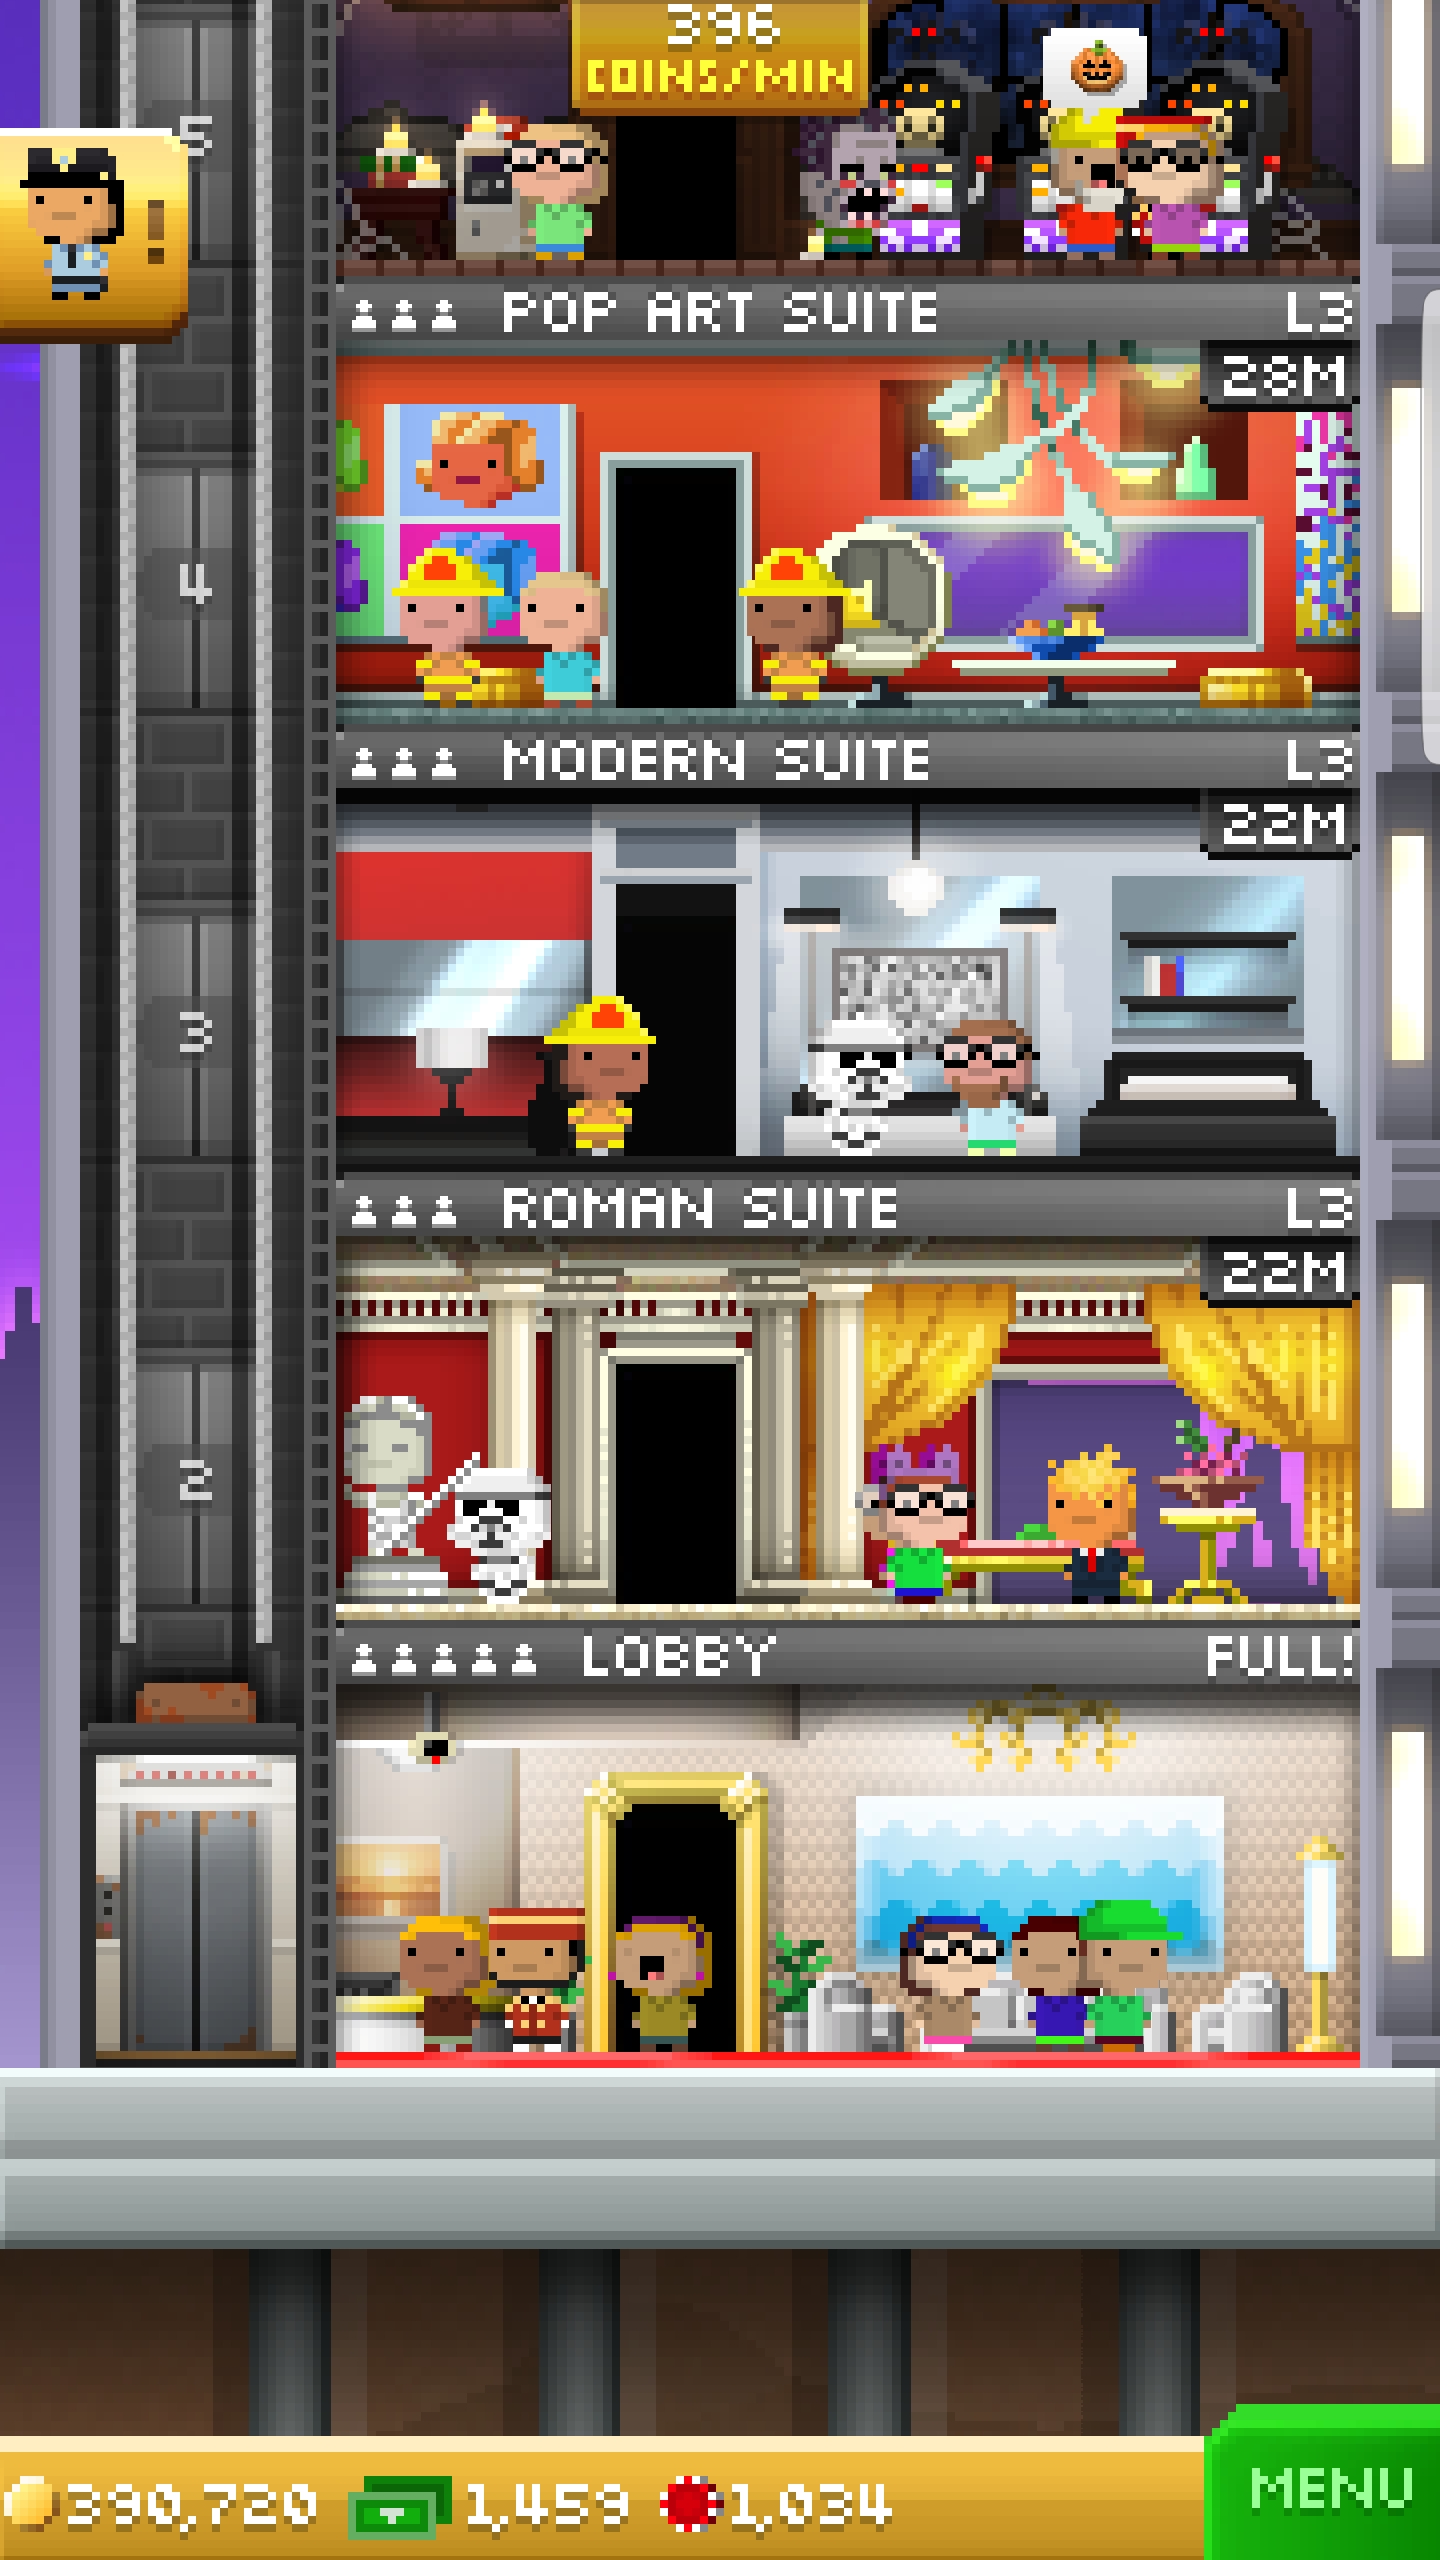 396
COINS/MIN
5
!
POP ART SUITE L3
28M
4
MODERN SUITE L3
22M
3
ROMAN SUITE L3
22M
2
LOBBY FULL!
390,720 1,459 1,034
MENU